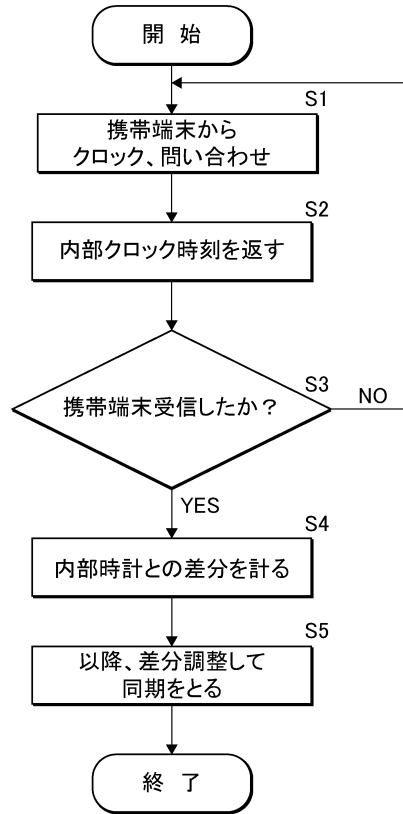 開 始
S1
携帯端末から
クロック、問い合わせ
S2
内部クロック時刻を返す
S3
携帯端末受信したか？
NO
YES
S4
内部時計との差分を計る
S5
以降、差分調整して
同期をとる
終 了